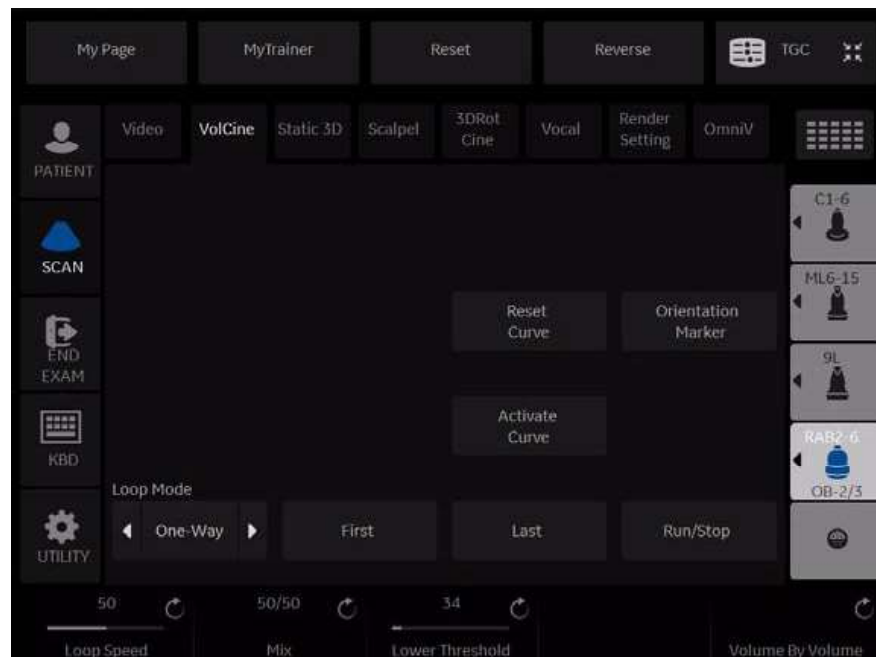 My Page
MyTrainer
Reset
Reverse
TGC
PATIENT
Video
VolCine
Static 3D
Scalpel
3DRot
Cine
Vocal
Render
Setting
OmniV
C1-6
SCAN
ML6-15
Reset
Curve
Orientation
Marker
END
EXAM
9L
Activate
Curve
KBD
RAB2-6
OB-2/3
Loop Mode
One-Way
First
Last
Run/Stop
UTILITY
50
50/50
34
Loop Speed
Mix
Lower Threshold
Volume By Volume